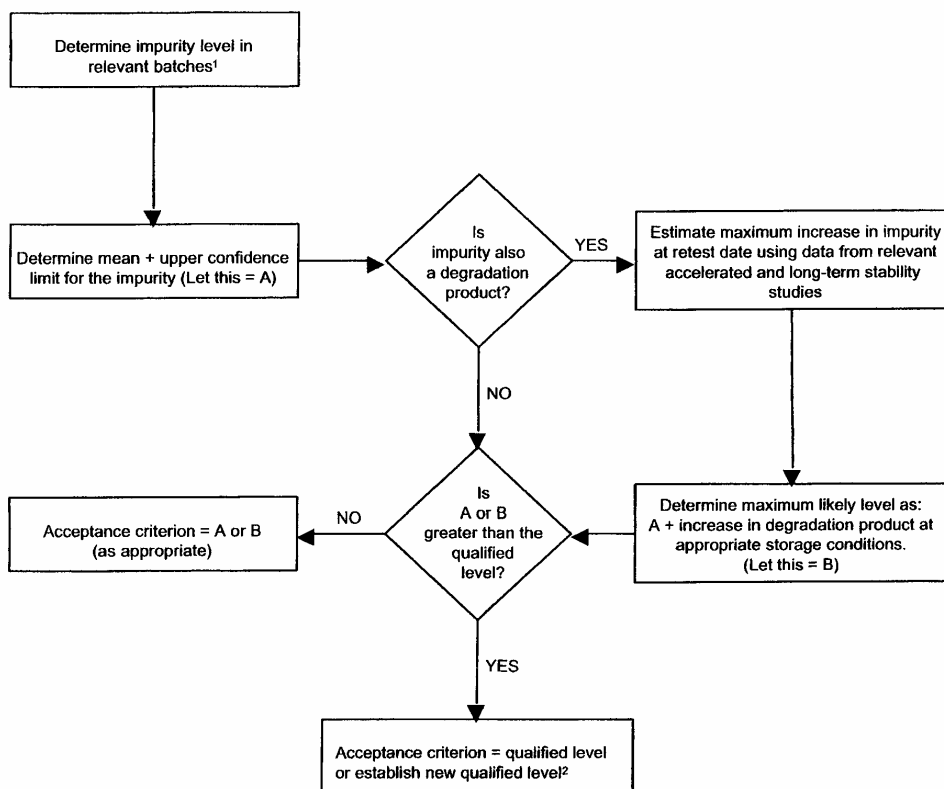 Determine impurity level in
relevant batches¹
Determine mean + upper confidence
limit for the impurity (Let this = A)
Is
impurity also
a degradation
product?
YES
Estimate maximum increase in impurity
at retest date using data from relevant
accelerated and long-term stability
studies
NO
Determine maximum likely level as:
A + increase in degradation product at
appropriate storage conditions.
(Let this = B)
Is
A or B
greater than the
qualified
level?
NO
Acceptance criterion = A or B
(as appropriate)
YES
Acceptance criterion = qualified level
or establish new qualified level²